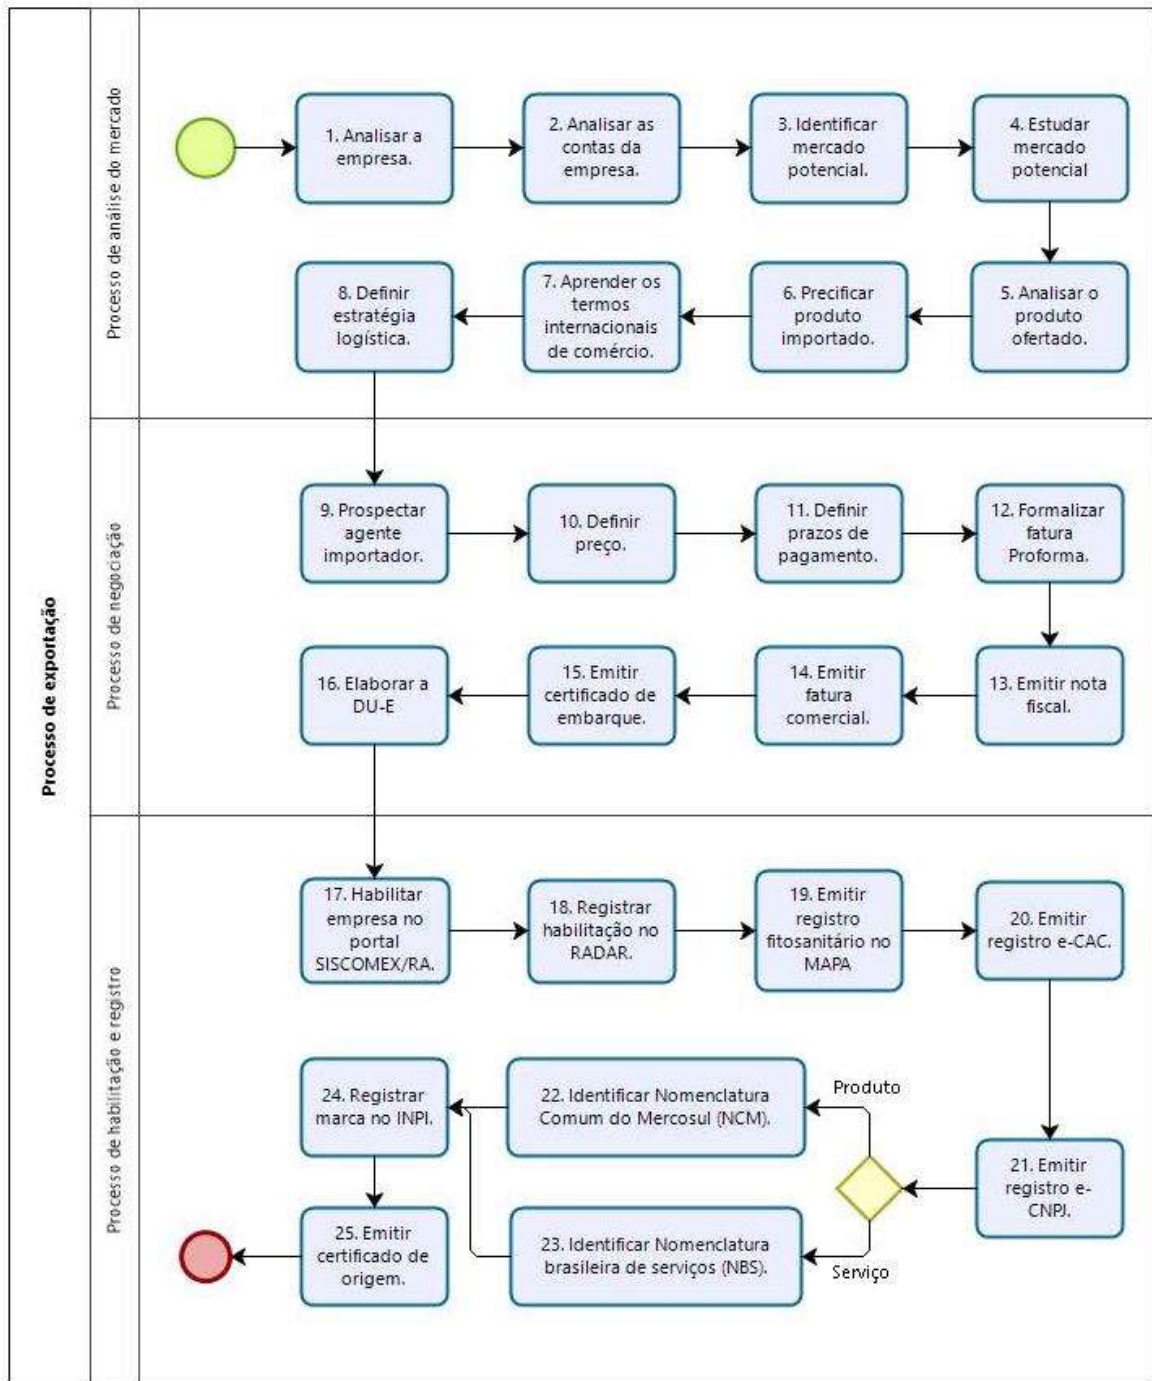 Processo de exportação
Processo de análise do mercado
1. Analisar a
empresa.
2. Analisar as
contas da
empresa.
3. Identificar
mercado
potencial.
4. Estudar
mercado
potencial
5. Analisar o
produto
ofertado.
6. Precificar
produto
importado.
7. Aprender os
termos
internacionais
de comércio.
8. Definir
estratégia
logística.
Processo de negociação
9. Prospectar
agente
importador.
10. Definir
preço.
11. Definir
prazos de
pagamento.
12. Formalizar
fatura
Proforma.
13. Emitir nota
fiscal.
14. Emitir
fatura
comercial.
15. Emitir
certificado de
embarque.
16. Elaborar a
DU-E
Processo de habilitação e registro
17. Habilitar
empresa no
portal
SISCOMEX/RA.
18. Registrar
habilitação no
RADAR.
19. Emitir
registro
fitosanitário no
MAPA
20. Emitir
registro e-CAC.
21. Emitir
registro e-
CNPJ.
Produto
Serviço
22. Identificar Nomenclatura
Comum do Mercosul (NCM).
23. Identificar Nomenclatura
brasileira de serviços (NBS).
24. Registrar
marca no INPI.
25. Emitir
certificado de
origem.